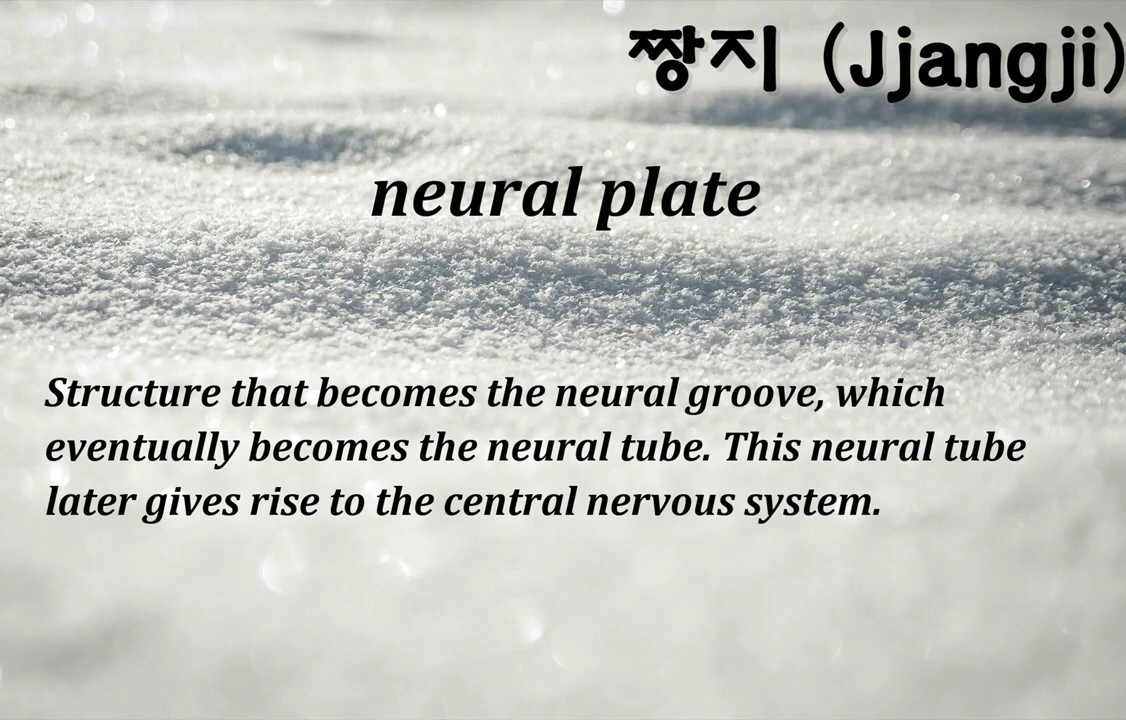 짱지 (Jjangji)
neural plate
Structure that becomes the neural groove, which
eventually becomes the neural tube. This neural tube
later gives rise to the central nervous system.